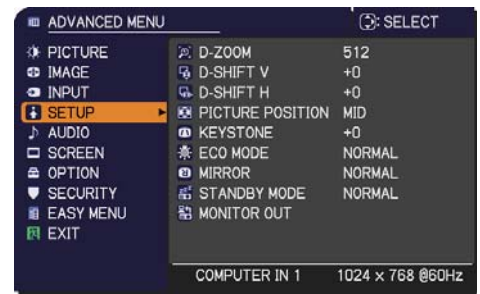 ADVANCED MENU : SELECT
PICTURE D-ZOOM 512
IMAGE D-SHIFT V +0
INPUT D-SHIFT H +0
SETUP PICTURE POSITION MID
AUDIO KEYSTONE +0
SCREEN ECO MODE NORMAL
OPTION MIRROR NORMAL
SECURITY STANDBY MODE NORMAL
EASY MENU MONITOR OUT
EXIT
COMPUTER IN 1 1024 x 768 @60Hz